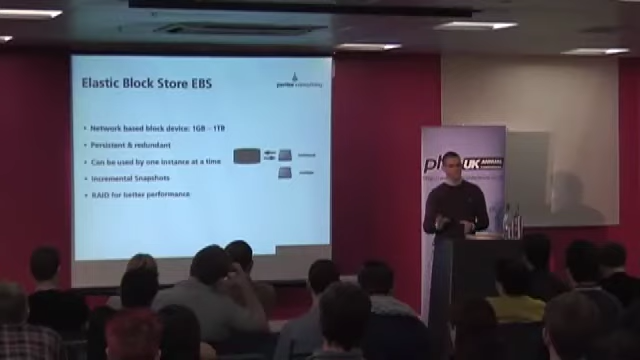 Elastic Block Store EBS
• Network based block device: 1GB – 1TB
• Persistent & redundant
• Can be used by one instance at a time
• Incremental Snapshots
• RAID for better performance
UK ANNUAL